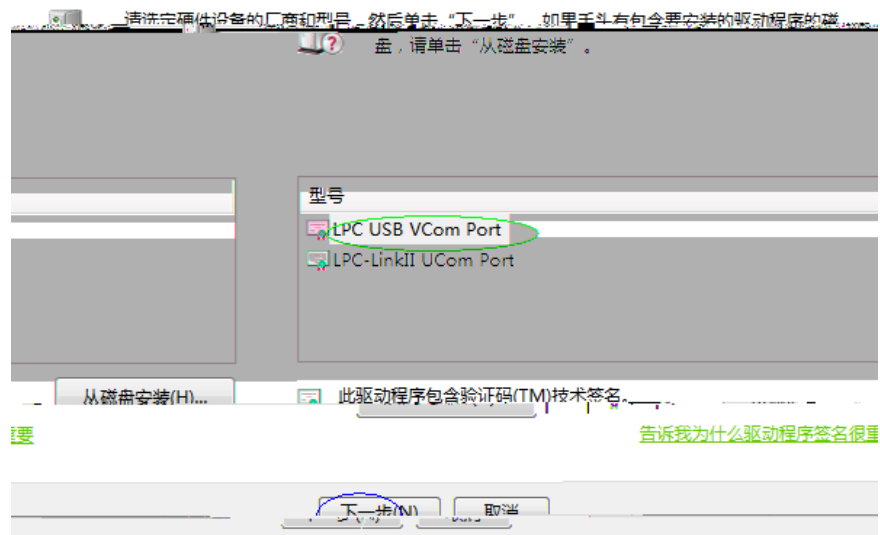 请选定硬件设备的厂商和型号，然后单击“下一步”。如果手头有包含要安装的驱动程序的磁
盘，请单击“从磁盘安装”。
型号
LPC USB VCom Port
LPC-LinkII UCom Port
从磁盘安装(H)...
此驱动程序包含验证码(TM)技术签名。
重要
告诉我为什么驱动程序签名很重
下一步(N)
取消